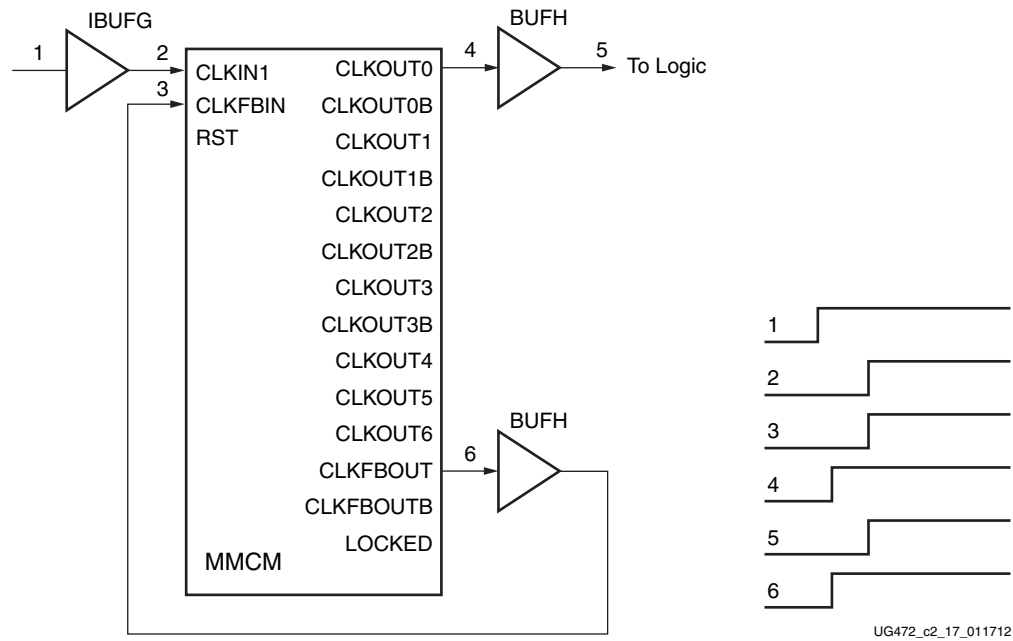 IBUFG
BUFH
1
2
4
5
To Logic
3
CLKIN1
CLKOUT0
CLKFBIN
CLKOUT0B
RST
CLKOUT1
CLKOUT1B
CLKOUT2
CLKOUT2B
CLKOUT3
CLKOUT3B
CLKOUT4
CLKOUT5
CLKOUT6
BUFH
6
CLKFBOUT
CLKFBOUTB
LOCKED
MMCM
1
2
3
4
5
6
UG472_c2_17_011712